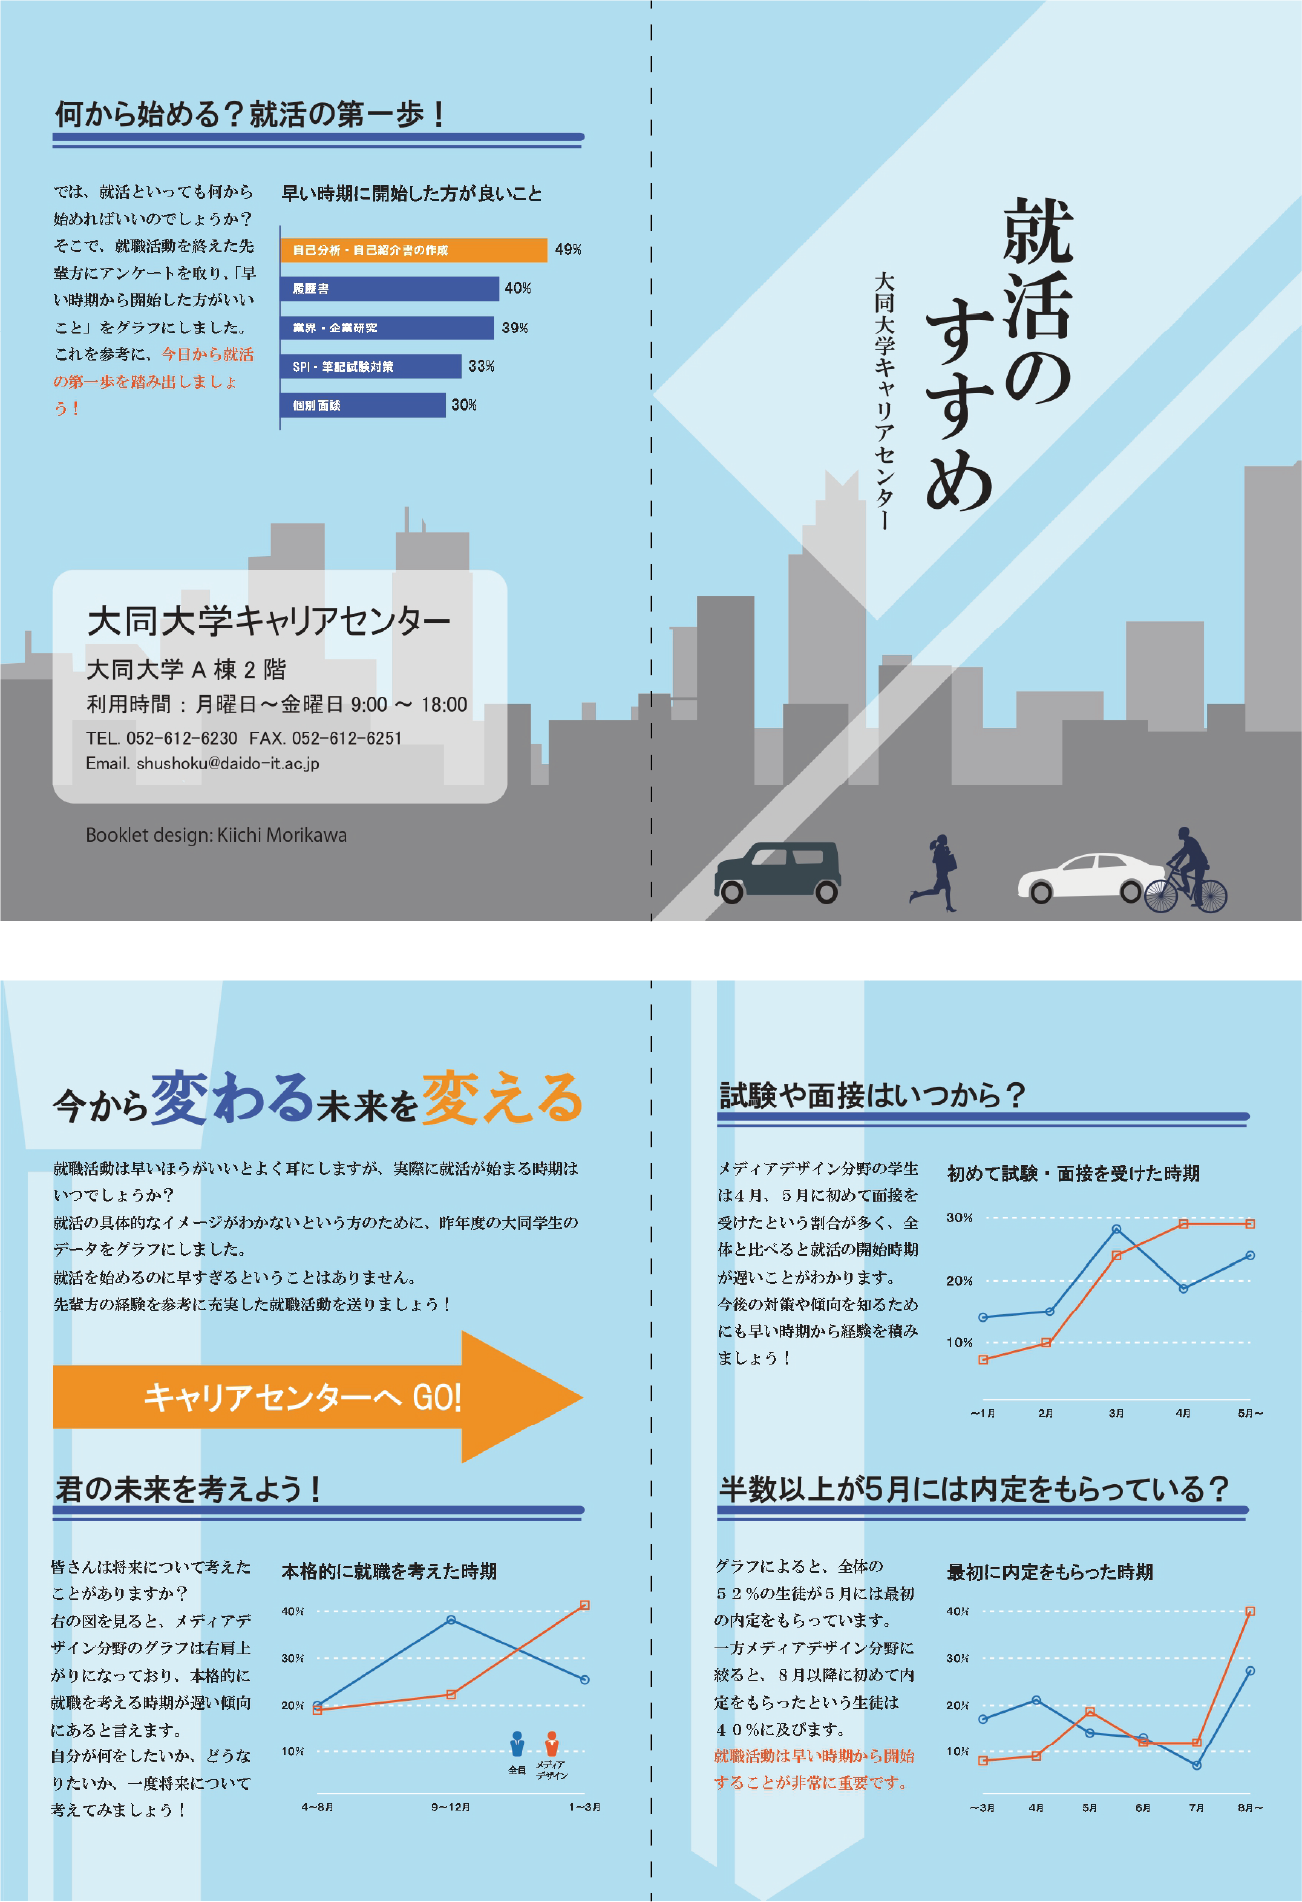 何から始める？就活の第一歩！
では、就活といっても何から
始めればいいのでしょうか？
そこで、就職活動を終えた先
輩方にアンケートを取り、「早
い時期から開始した方がいい
こと」をグラフにしました。
これを参考に、今日から就活
の第一歩を踏み出しましょ
う！
早い時期に開始した方が良いこと
自己分析・自己紹介書の作成 49%
履歴書 40%
業界・企業研究 39%
SPI・筆記試験対策 33%
個別面談 30%
大同大学キャリアセンター
大同大学 A 棟 2 階
利用時間：月曜日～金曜日 9:00 ～ 18:00
TEL. 052-612-6230 FAX. 052-612-6251
Email. shushoku@daido-it.ac.jp
Booklet design: Kiichi Morikawa
就活の
すすめ
大同大学キャリアセンター
今から変わる未来を変える
就職活動は早いほうがいいとよく耳にしますが、実際に就活が始まる時期は
いつでしょうか？
就活の具体的なイメージがわかないという方のために、昨年度の大同学生の
データをグラフにしました。
就活を始めるのに早すぎるということはありません。
先輩方の経験を参考に充実した就職活動を送りましょう！
キャリアセンターへ GO!
君の未来を考えよう！
皆さんは将来について考えた
ことがありますか？
右の図を見ると、メディアデ
ザイン分野のグラフは右肩上
がりになっており、本格的に
就職を考える時期が遅い傾向
にあると言えます。
自分が何をしたいか、どうな
りたいか、一度将来について
考えてみましょう！
本格的に就職を考えた時期
40%
30%
20%
10%
全員
メディア
デザイン
4～8月 9～12月 1～3月
試験や面接はいつから？
メディアデザイン分野の学生
は４月、５月に初めて面接を
受けたという割合が多く、全
体と比べると就活の開始時期
が遅いことがわかります。
今後の対策や傾向を知るため
にも早い時期から経験を積み
ましょう！
初めて試験・面接を受けた時期
30%
20%
10%
～1月 2月 3月 4月 5月～
半数以上が5月には内定をもらっている？
グラフによると、全体の
５２％の生徒が５月には最初
の内定をもらっています。
一方メディアデザイン分野に
絞ると、８月以降に初めて内
定をもらったという生徒は
４０％に及びます。
就職活動は早い時期から開始
することが非常に重要です。
最初に内定をもらった時期
40%
30%
20%
10%
～3月 4月 5月 6月 7月 8月～